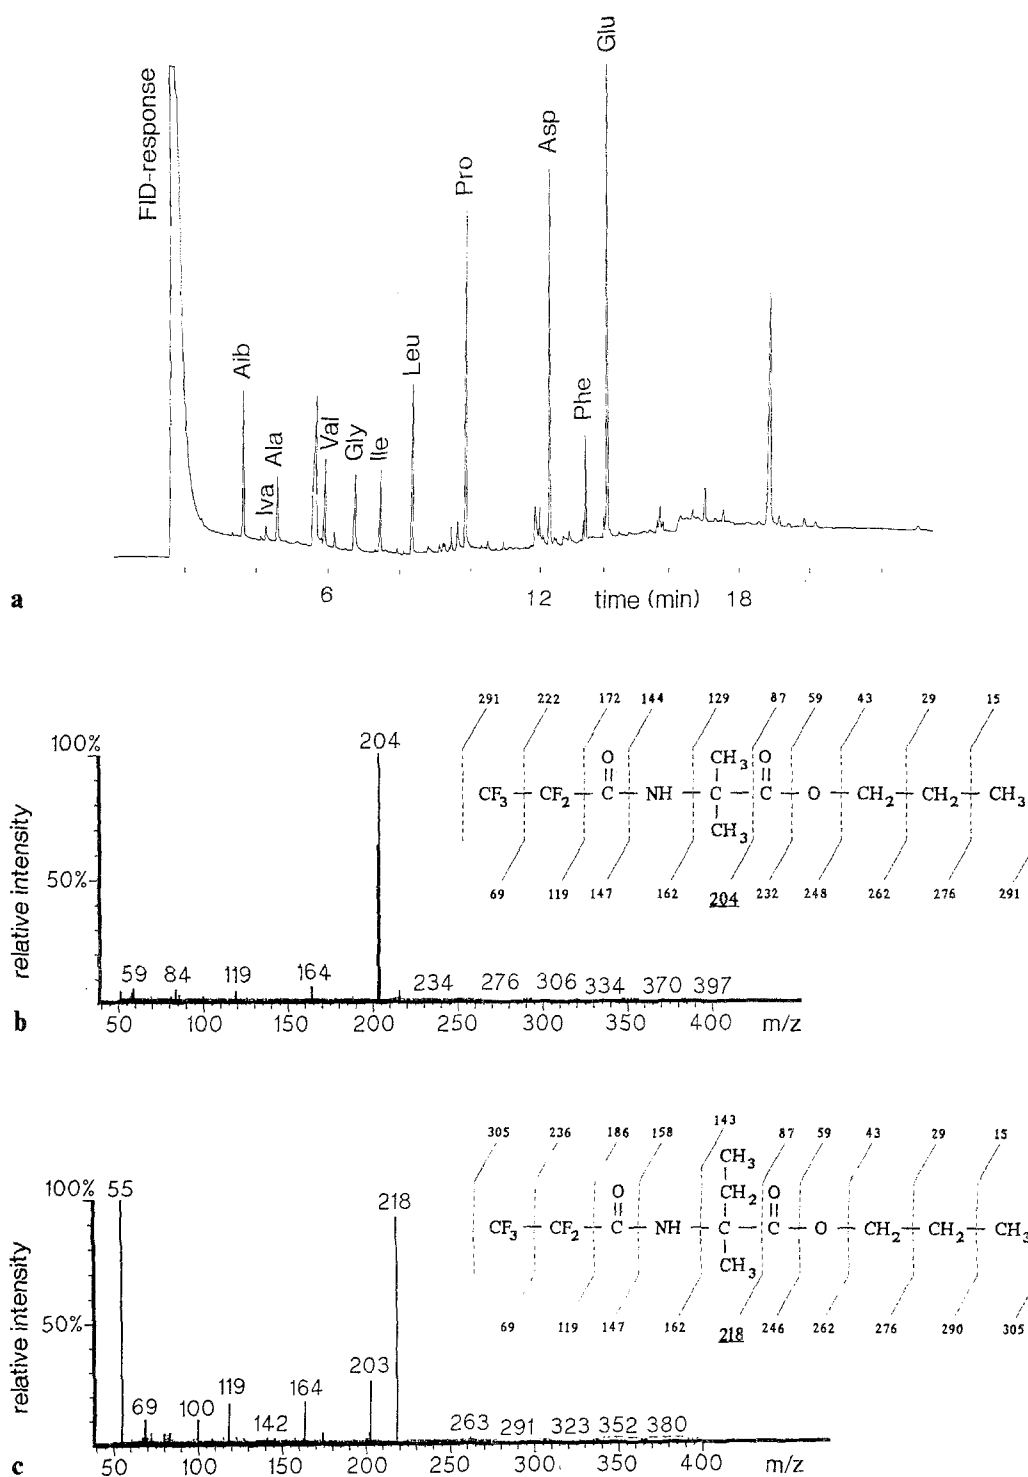 FID-response
Aib
Iva
Ala
Val
Gly
Ile
Leu
Pro
Asp
Phe
Glu
6 12 time (min) 18
a
291 222 172 144 129 87 59 43 29 15
CH3 O
O
CF3 CF2 C NH C C O CH2 CH2 CH3
CH3
69 119 147 162 204 232 248 262 276 291
relative intensity
100%
50%
204
59 84 119 164 234 276 306 334 370 397
50 100 150 200 250 300 350 400 m/z
b
305 236 186 158 143 87 59 43 29 15
CH3
O CH2 O
CF3 CF2 C NH C C O CH2 CH2 CH3
CH3
69 119 147 162 218 246 262 276 290 305
relative intensity
100%
50%
55
218
69 100 119 142 164 203 263 291 323 352 380
50 100 150 200 250 300 350 400 m/z
c